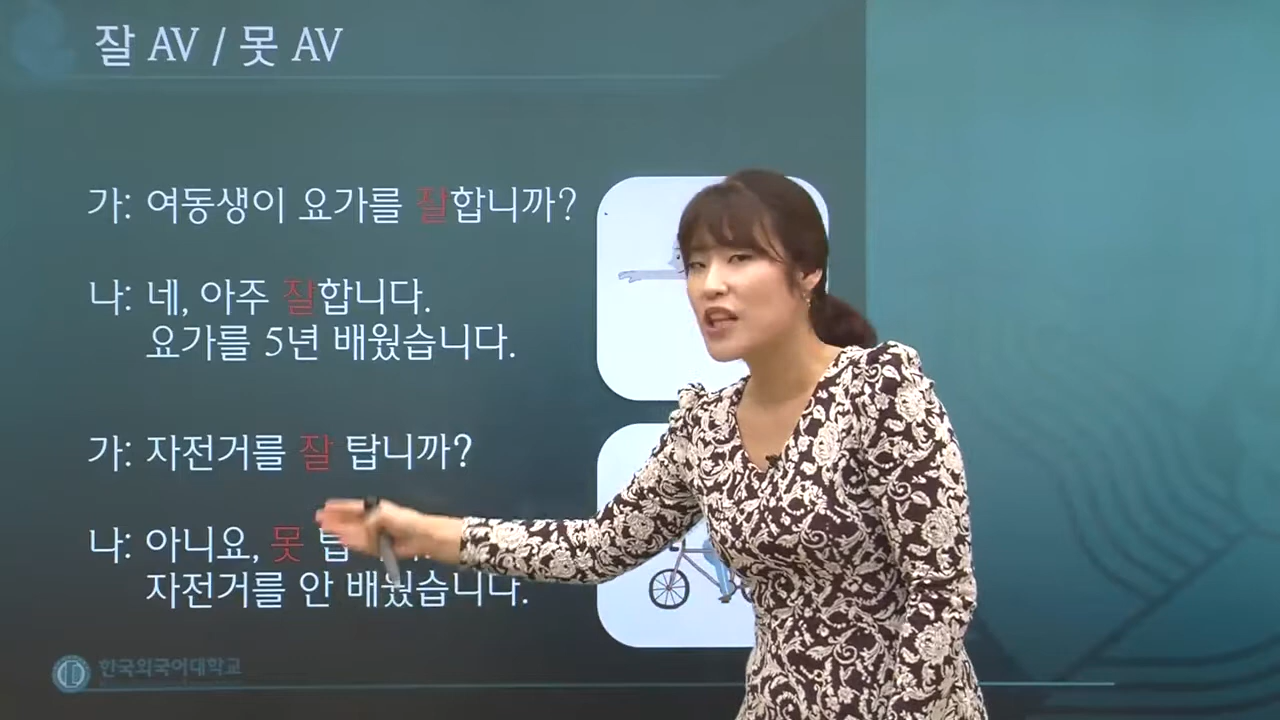 잘 AV / 못 AV
가: 여동생이 요가를 잘합니까?
나: 네, 아주 잘합니다.
요가를 5년 배웠습니다.
가: 자전거를 잘 탑니까?
나: 아니요, 못
자전거를 안 배웠습니다.
한국외국어대학교